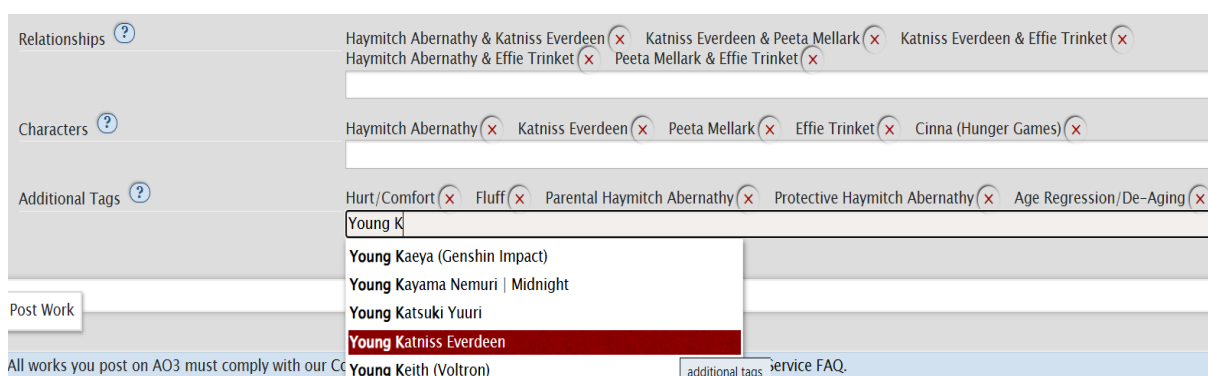 Relationships ? Haymitch Abernathy & Katniss Everdeen x Katniss Everdeen & Peeta Mellark x Katniss Everdeen & Effie Trinket x
Haymitch Abernathy & Effie Trinket x Peeta Mellark & Effie Trinket x
Characters ? Haymitch Abernathy x Katniss Everdeen x Peeta Mellark x Effie Trinket x Cinna (Hunger Games) x
Additional Tags ? Hurt/Comfort x Fluff x Parental Haymitch Abernathy x Protective Haymitch Abernathy x Age Regression/De-Aging x
Young K
Young Kaeya (Genshin Impact)
Young Kayama Nemuri | Midnight
Young Katsuki Yuuri
Post Work
Young Katniss Everdeen
All works you post on AO3 must comply with our Service FAQ.
Young Keith (Voltron)
additional tags